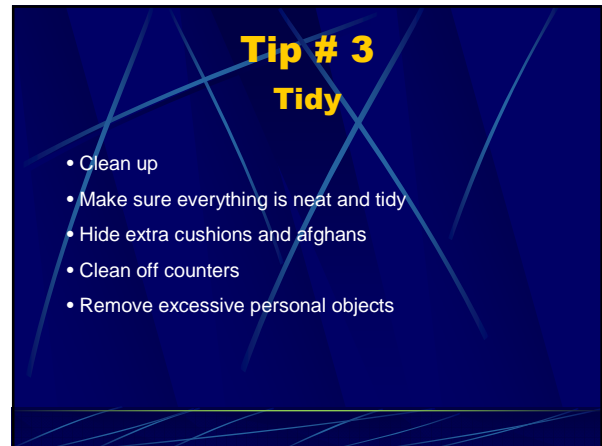 Tip # 3
Tidy
• Clean up
• Make sure everything is neat and tidy
• Hide extra cushions and afghans
• Clean off counters
• Remove excessive personal objects